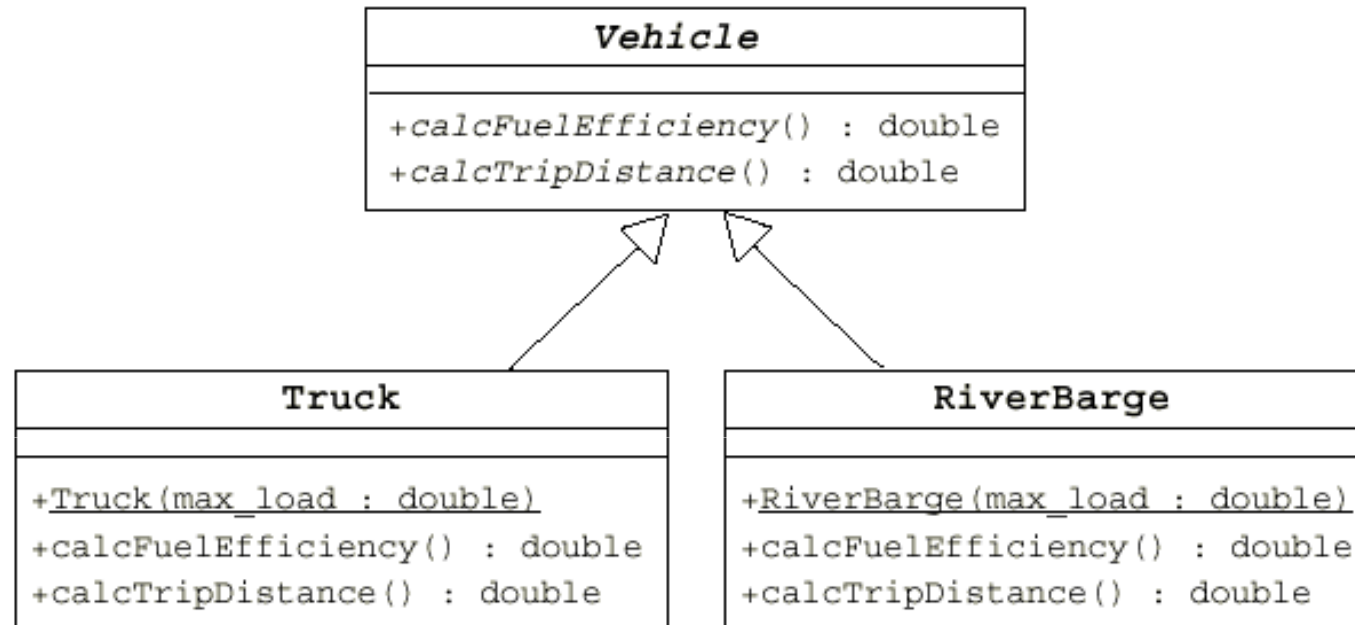 Vehicle
+calcFuelEfficiency() : double
+calcTripDistance() : double
Truck
+Truck(max_load : double)
+calcFuelEfficiency() : double
+calcTripDistance() : double
RiverBarge
+RiverBarge(max_load : double)
+calcFuelEfficiency() : double
+calcTripDistance() : double